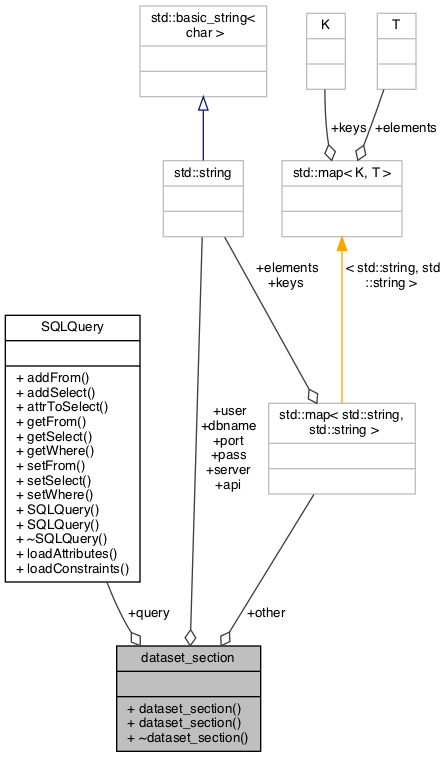 std::basic_string<
char >
K
T
+keys
+elements
std::string
std::map< K, T >
+elements
+keys
< std::string, std
::string >
SQLQuery
+ addFrom()
+ addSelect()
+ attrToSelect()
+ getFrom()
+ getSelect()
+ getWhere()
+ setFrom()
+ setSelect()
+ setWhere()
+ SQLQuery()
+ SQLQuery()
+ ~SQLQuery()
+ loadAttributes()
+ loadConstraints()
+user
+dbname
+port
+pass
+server
+api
std::map< std::string,
std::string >
+query
+other
dataset_section
+ dataset_section()
+ dataset_section()
+ ~dataset_section()